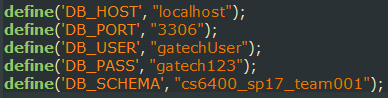 define('DB_HOST', "localhost");
define('DB_PORT', "3306");
define('DB_USER', "gatechUser");
define('DB_PASS', "gatech123");
define('DB_SCHEMA', "cs6400_sp17_team001");